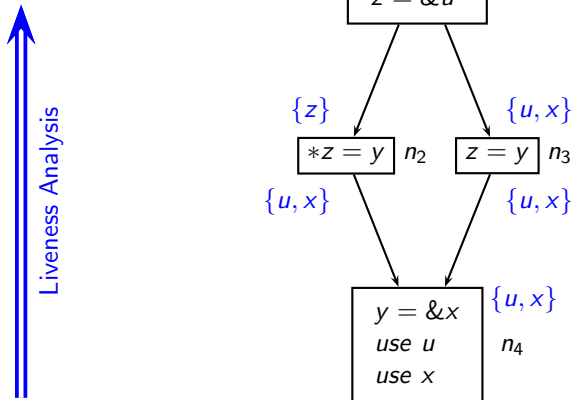 z = &u
{z}
{u, x}
*z = y
n2
z = y
n3
{u, x}
{u, x}
Liveness Analysis
{u, x}
y = &x
use u
use x
n4